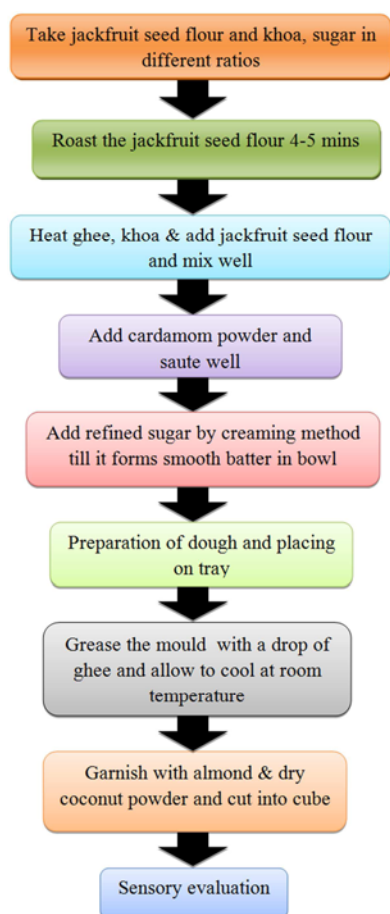 Take jackfruit seed flour and khoa, sugar in
different ratios
Roast the jackfruit seed flour 4-5 mins
Heat ghee, khoa & add jackfruit seed flour
and mix well
Add cardamom powder and
saute well
Add refined sugar by creaming method
till it forms smooth batter in bowl
Preparation of dough and placing
on tray
Grease the mould with a drop of
ghee and allow to cool at room
temperature
Garnish with almond & dry
coconut powder and cut into cube
Sensory evaluation